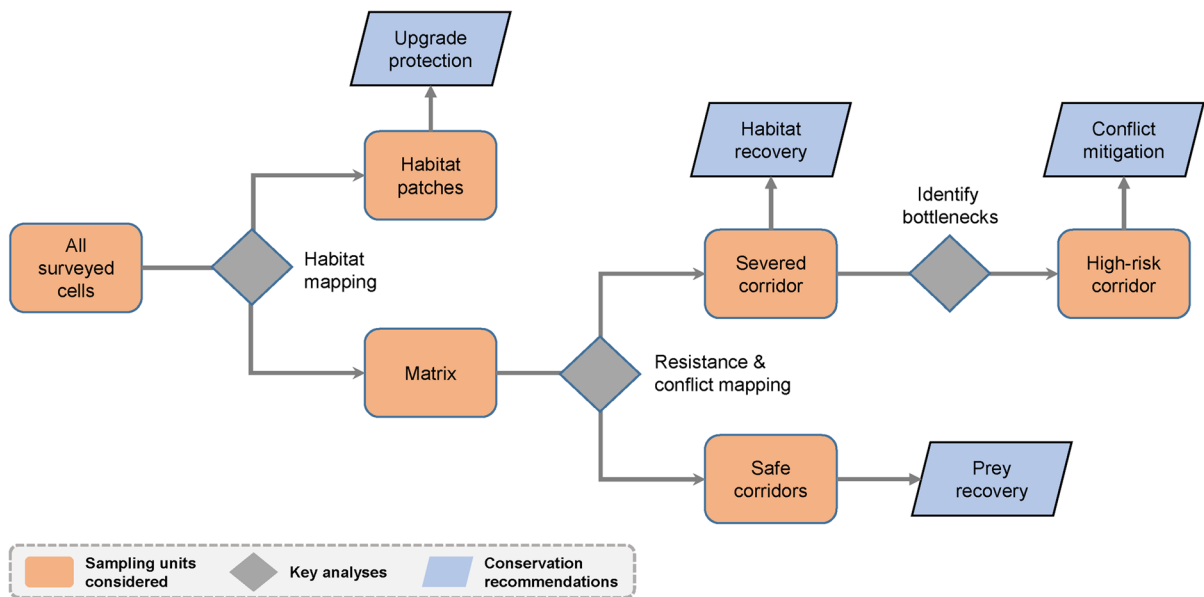 Upgrade
protection
Habitat
patches
All
surveyed
cells
Habitat
mapping
Matrix
Habitat
recovery
Severed
corridor
Identify
bottlenecks
Conflict
mitigation
High-risk
corridor
Resistance &
conflict mapping
Safe
corridors
Prey
recovery
Sampling units
considered
Key analyses
Conservation
recommendations